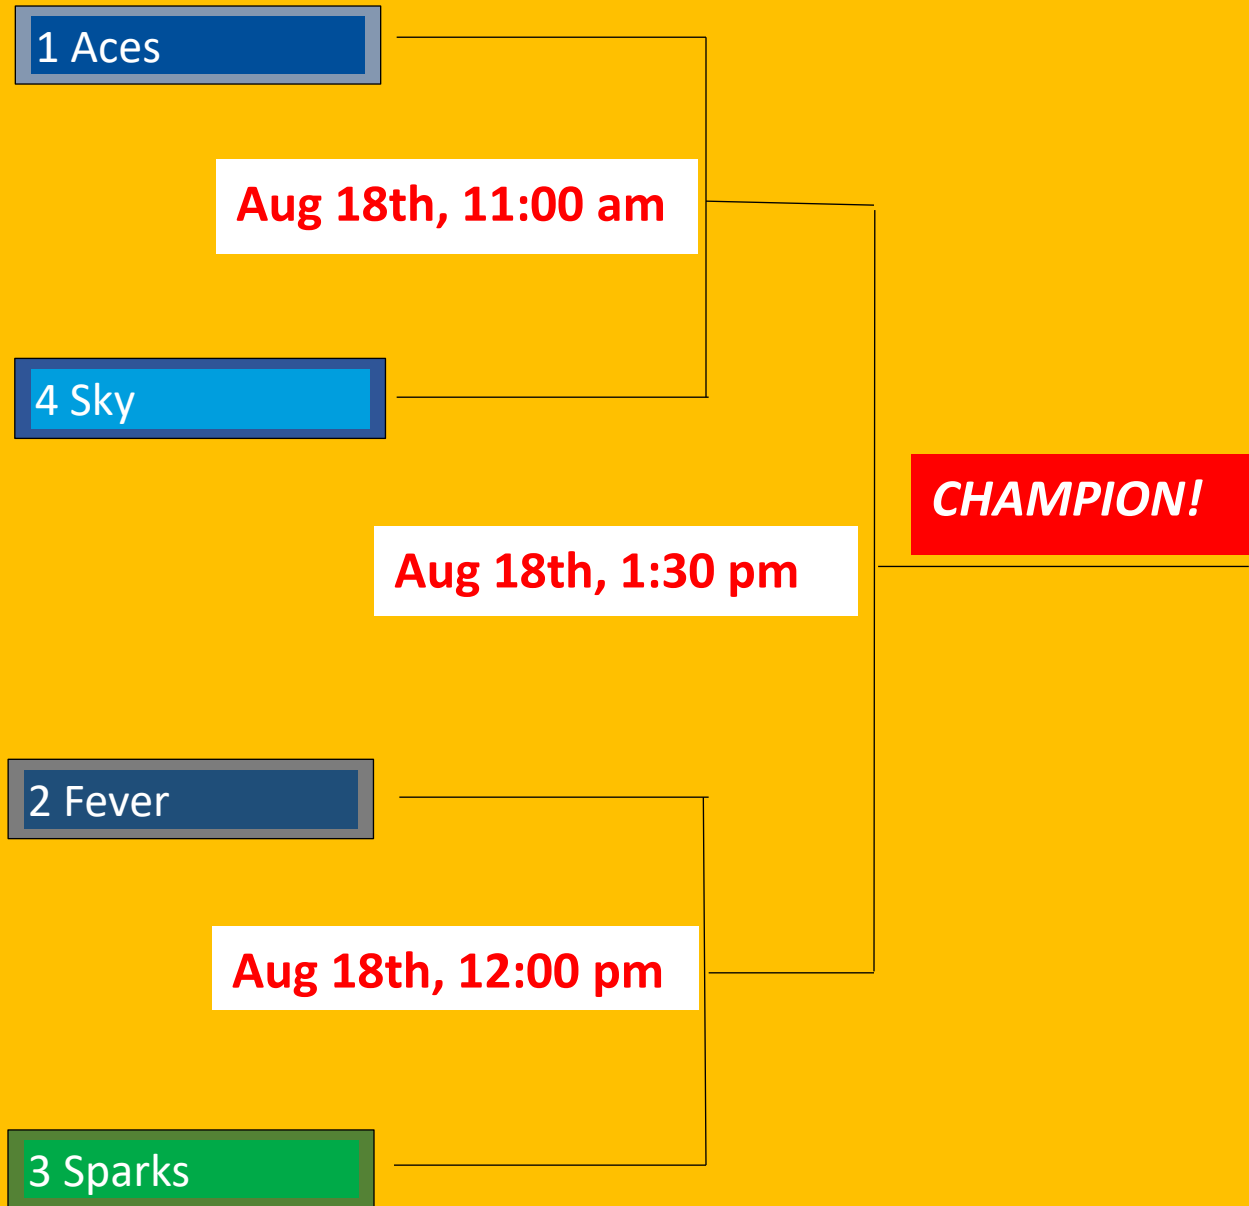 1 Aces
Aug 18th, 11:00 am
4 Sky
CHAMPION!
Aug 18th, 1:30 pm
2 Fever
Aug 18th, 12:00 pm
3 Sparks